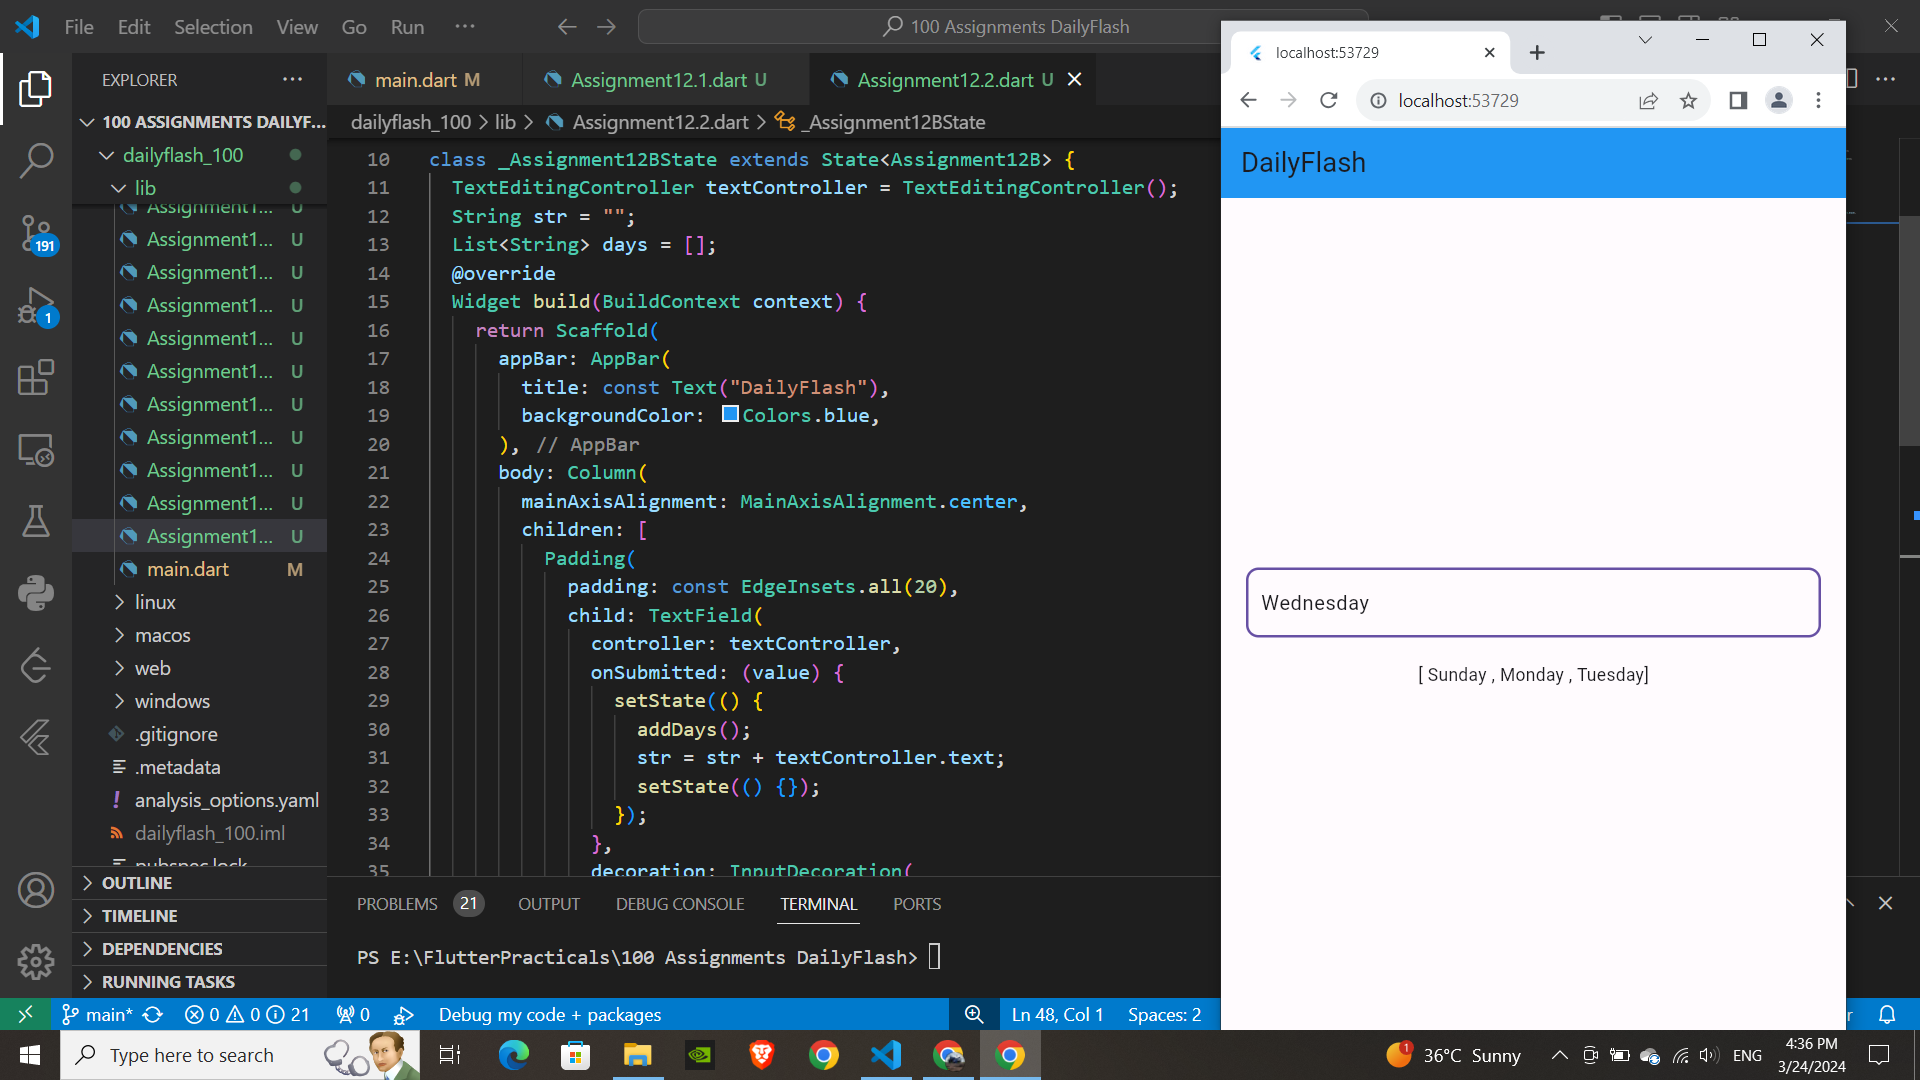 File Edit Selection View Go Run ···
100 Assignments DailyFlash
EXPLORER
100 ASSIGNMENTS DAILYF...
dailyflash_100
lib
Assignment1... U
Assignment1... U
Assignment1... U
Assignment1... U
Assignment1... U
Assignment1... U
Assignment1... U
Assignment1... U
Assignment1... U
Assignment1... U
Assignment1... U
main.dart M
linux
macos
web
windows
.gitignore
.metadata
! analysis_options.yaml
dailyflash_100.iml
pubspec.lock
OUTLINE
TIMELINE
DEPENDENCIES
RUNNING TASKS
191
1
main.dart M
Assignment12.1.dart U
Assignment12.2.dart U
dailyflash_100 > lib > Assignment12.2.dart > _Assignment12BState
10 class _Assignment12BState extends State<Assignment12B> {
11 TextEditingController textController = TextEditingController();
12 String str = "";
13 List<String> days = [];
14 @override
15 Widget build(BuildContext context) {
16 return Scaffold(
17 appBar: AppBar(
18 title: const Text("DailyFlash"),
19 backgroundColor: Colors.blue,
20 ), // AppBar
21 body: Column(
22 mainAxisAlignment: MainAxisAlignment.center,
23 children: [
24 Padding(
25 padding: const EdgeInsets.all(20),
26 child: TextField(
27 controller: textController,
28 onSubmitted: (value) {
29 setState(() {
30 addDays();
31 str = str + textController.text;
32 setState(() {});
33 });
34 },
35 decoration: InputDecoration(
PROBLEMS 21 OUTPUT DEBUG CONSOLE TERMINAL PORTS
PS E:\FlutterPracticals\100 Assignments DailyFlash>
localhost:53729
localhost:53729
DailyFlash
Wednesday
[ Sunday , Monday , Tuesday]
main* 0 0 21 0 Debug my code + packages Ln 48, Col 1 Spaces: 2
Type here to search
1 36°C Sunny ENG
4:36 PM
3/24/2024